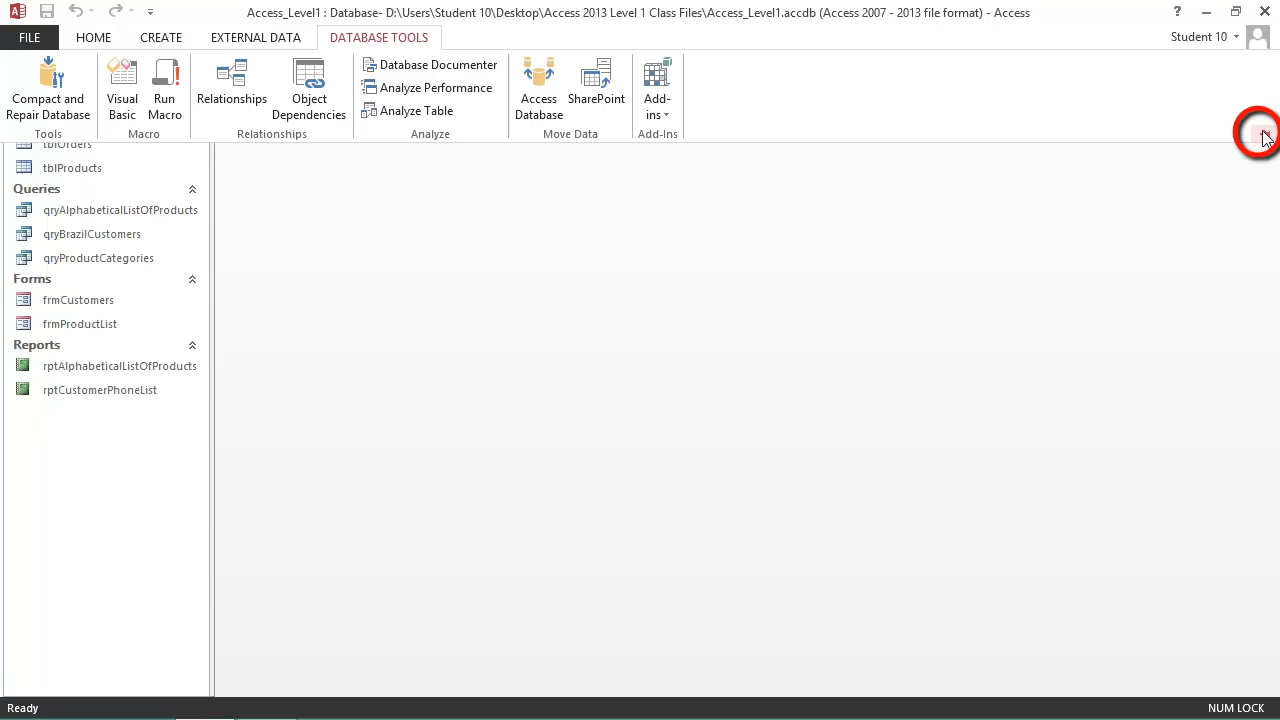 Access_Level1 : Database- D:\Users\Student 10\Desktop\Access 2013 Level 1 Class Files\Access_Level1.accdb (Access 2007 - 2013 file format) - Access
?
FILE HOME CREATE EXTERNAL DATA DATABASE TOOLS Student 10
Compact and Repair Database
Visual Basic
Run Macro
Relationships
Object Dependencies
Database Documenter
Analyze Performance
Analyze Table
Access Database
SharePoint
Add-ins
Tools Macro Relationships Analyze Move Data Add-Ins
tblOrders
tblProducts
Queries
qryAlphabeticalListOfProducts
qryBrazilCustomers
qryProductCategories
Forms
frmCustomers
frmProductList
Reports
rptAlphabeticalListOfProducts
rptCustomerPhoneList
Ready NUM LOCK